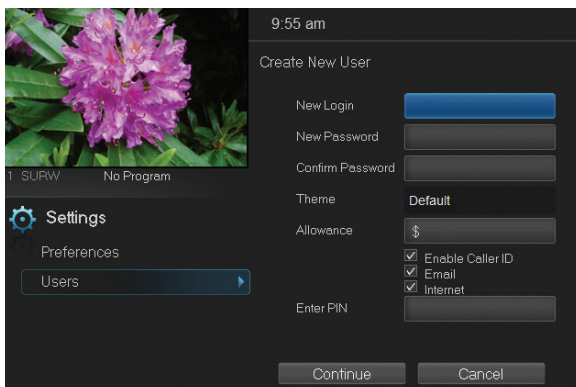 9:55 am
Create New User
New Login
New Password
Confirm Password
1 SURW No Program
Theme Default
Settings
Allowance $
Preferences
Enable Caller ID
Email
Users
Internet
Enter PIN
Continue Cancel